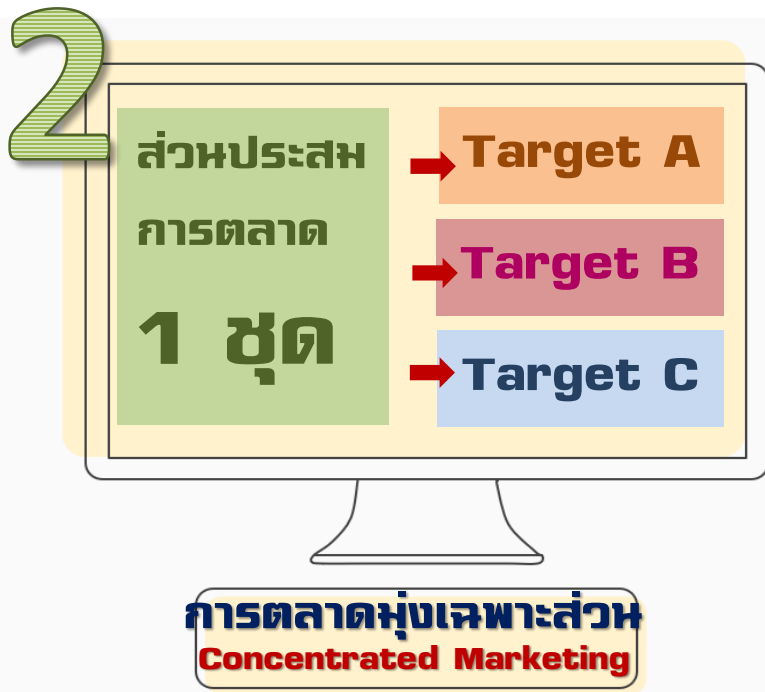 2
ส่วนประสม
การตลาด
1 ชุด
Target A
Target B
Target C
การตลาดมุ่งเฉพาะส่วน
Concentrated Marketing